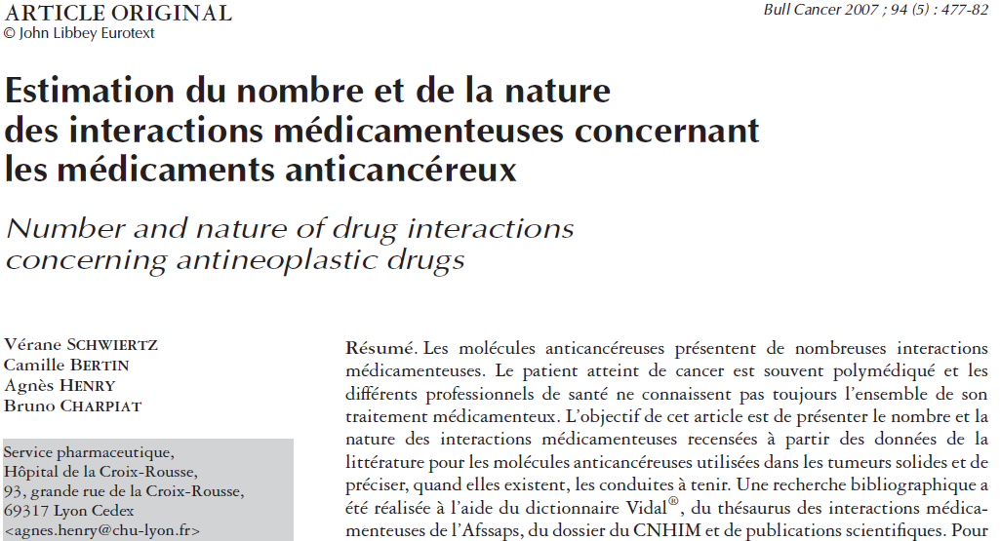 ARTICLE ORIGINAL
© John Libbey Eurotext
Bull Cancer 2007 ; 94 (5) : 477-82
Estimation du nombre et de la nature
des interactions médicamenteuses concernant
les médicaments anticancéreux
Number and nature of drug interactions
concerning antineoplastic drugs
Vérane SCHWIERTZ
Camille BERTIN
Agnès HENRY
Bruno CHARPIAT
Service pharmaceutique,
Hôpital de la Croix-Rousse,
93, grande rue de la Croix-Rousse,
69317 Lyon Cedex
<agnes.henry@chu-lyon.fr>
Résumé. Les molécules anticancéreuses présentent de nombreuses interactions
médicamenteuses. Le patient atteint de cancer est souvent polymédiqué et les
différents professionnels de santé ne connaissent pas toujours l'ensemble de son
traitement médicamenteux. L'objectif de cet article est de présenter le nombre et la
nature des interactions médicamenteuses recensées à partir des données de la
littérature pour les molécules anticancéreuses utilisées dans les tumeurs solides et de
préciser, quand elles existent, les conduites à tenir. Une recherche bibliographique a
été réalisée à l'aide du dictionnaire Vidal®, du thésaurus des interactions médica-
menteuses de l'Afssaps, du dossier du CNHIM et de publications scientifiques. Pour